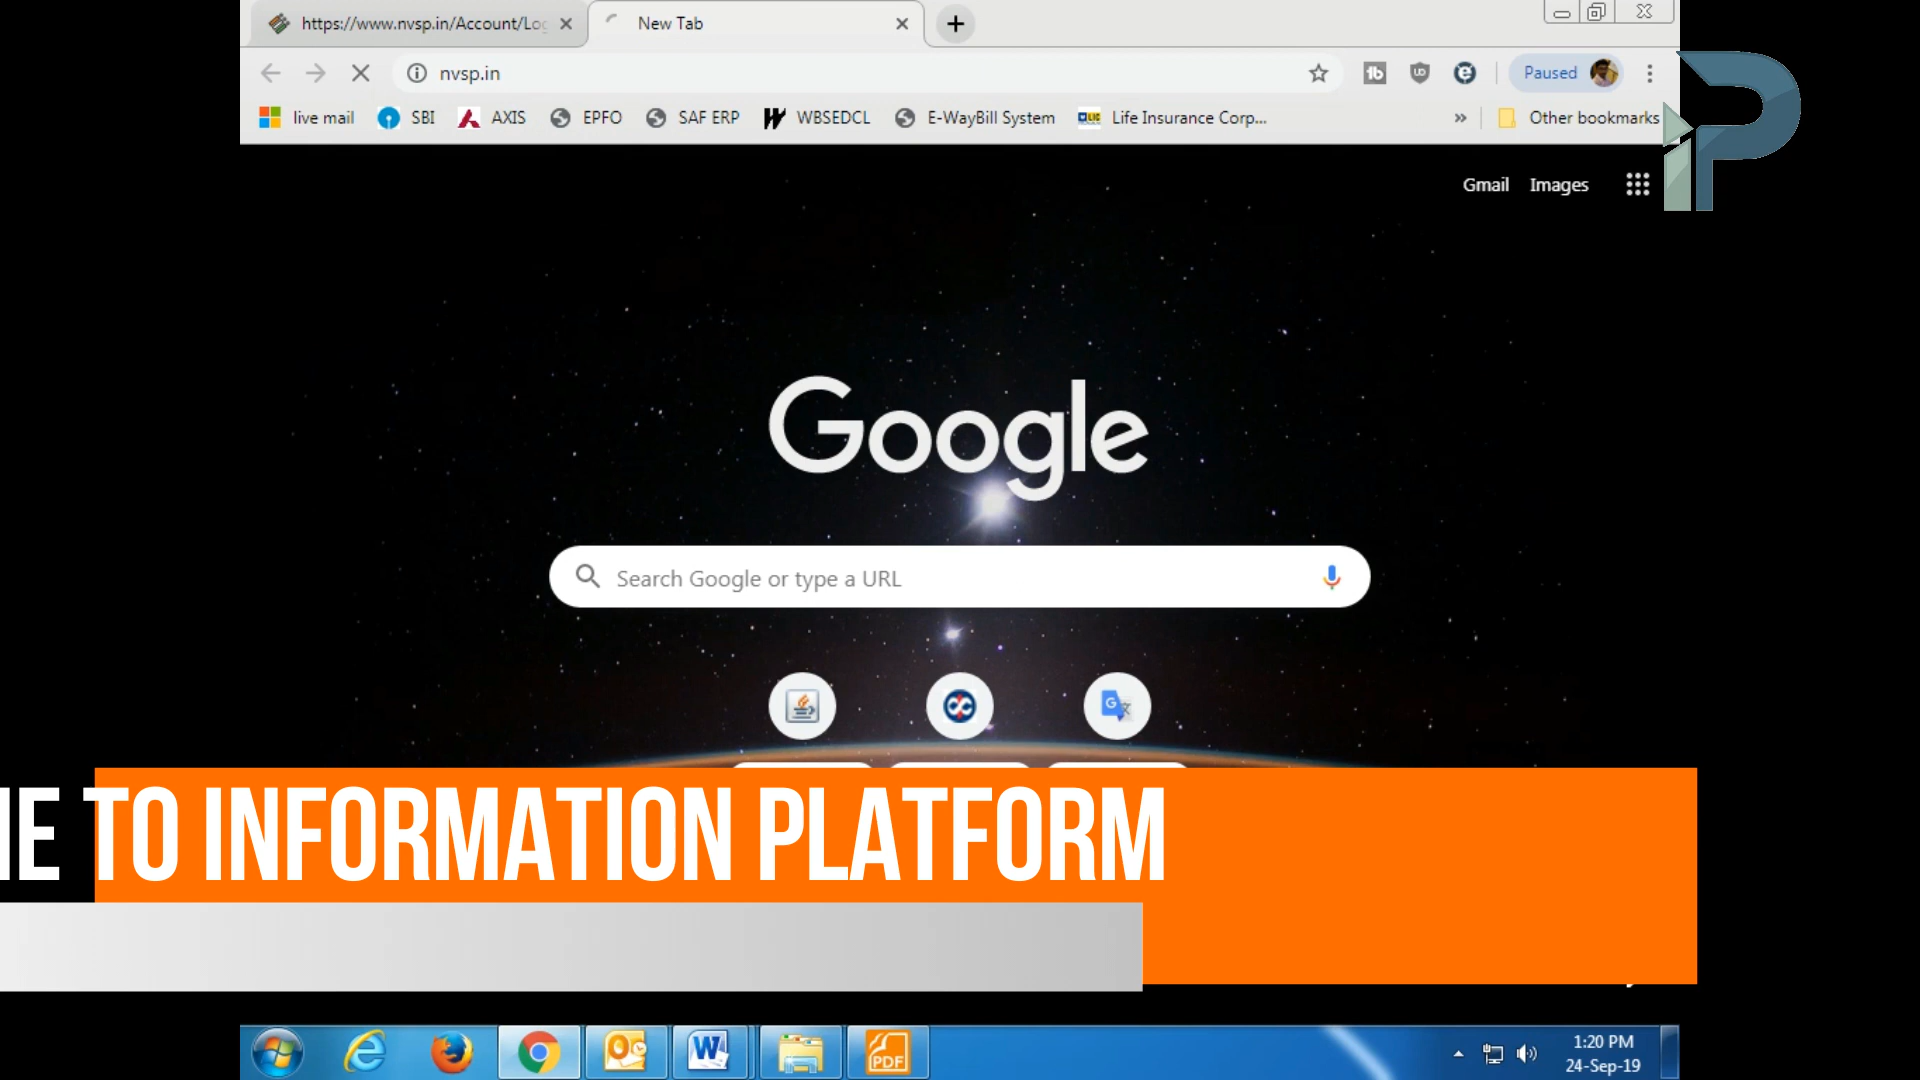 https://www.nvsp.in/Account/Log
New Tab
nvsp.in
Paused
live mail
SBI
AXIS
EPFO
SAF ERP
WBSEDCL
E-WayBill System
Life Insurance Corp...
»
Other bookmarks
Gmail
Images
Google
Search Google or type a URL
TO INFORMATION PLATFORM
1:20 PM
24-Sep-19